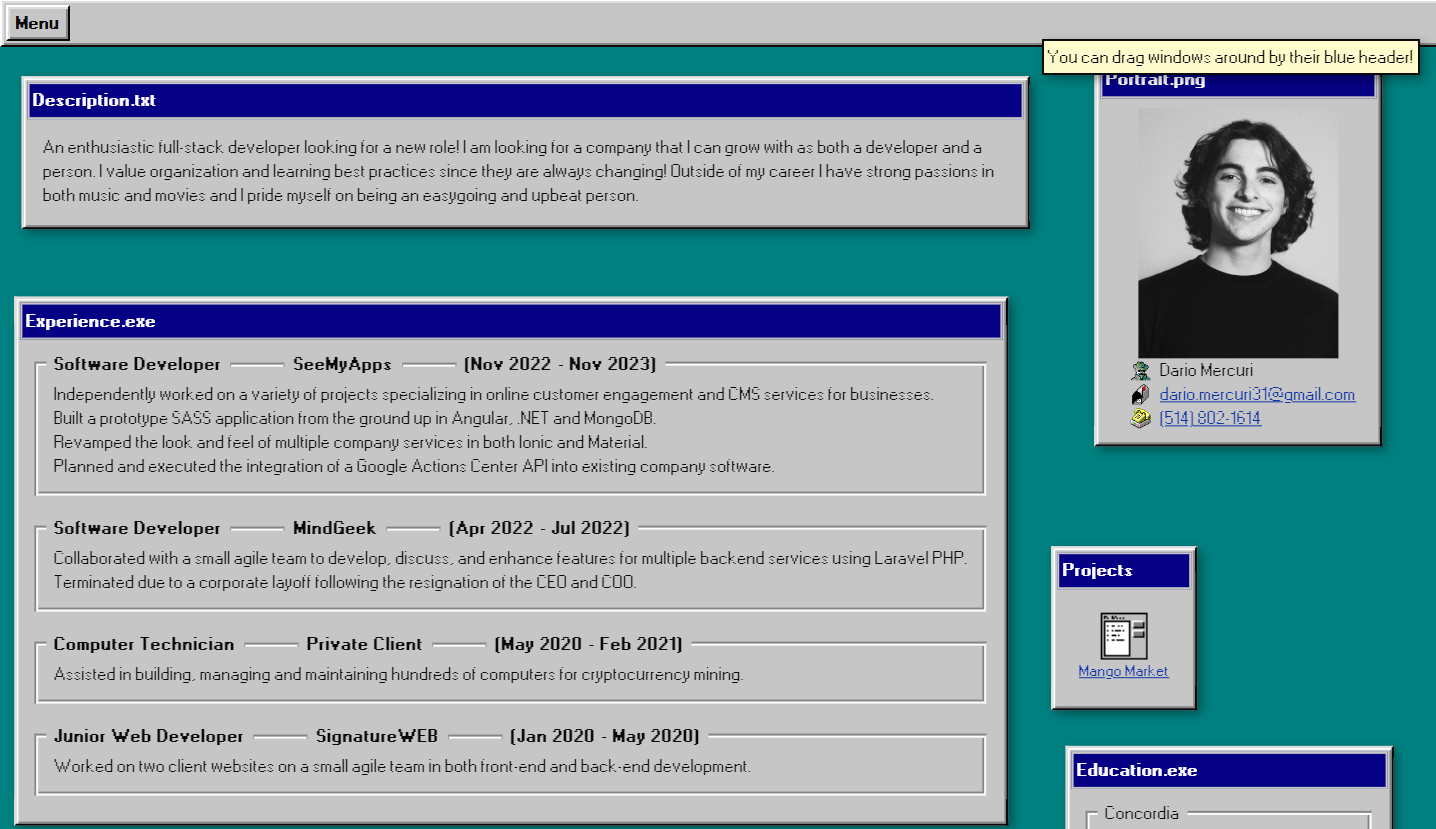 Menu
You can drag windows around by their blue header!
Description.txt
An enthusiastic full-stack developer looking for a new role! I am looking for a company that I can grow with as both a developer and a
person. I value organization and learning best practices since they are always changing! Outside of my career I have strong passions in
both music and movies and I pride myself on being an easygoing and upbeat person.
Portrait.png
Dario Mercuri
dario.mercuri31@gmail.com
(514) 802-1614
Experience.exe
Software Developer SeeMyApps (Nov 2022 - Nov 2023)
Independently worked on a variety of projects specializing in online customer engagement and CMS services for businesses.
Built a prototype SASS application from the ground up in Angular, .NET and MongoDB.
Revamped the look and feel of multiple company services in both Ionic and Material.
Planned and executed the integration of a Google Actions Center API into existing company software.
Software Developer MindGeek (Apr 2022 - Jul 2022)
Collaborated with a small agile team to develop, discuss, and enhance features for multiple backend services using Laravel PHP.
Terminated due to a corporate layoff following the resignation of the CEO and COO.
Computer Technician Private Client (May 2020 - Feb 2021)
Assisted in building, managing and maintaining hundreds of computers for cryptocurrency mining.
Junior Web Developer SignatureWEB (Jan 2020 - May 2020)
Worked on two client websites on a small agile team in both front-end and back-end development.
Projects
Mango Market
Education.exe
Concordia